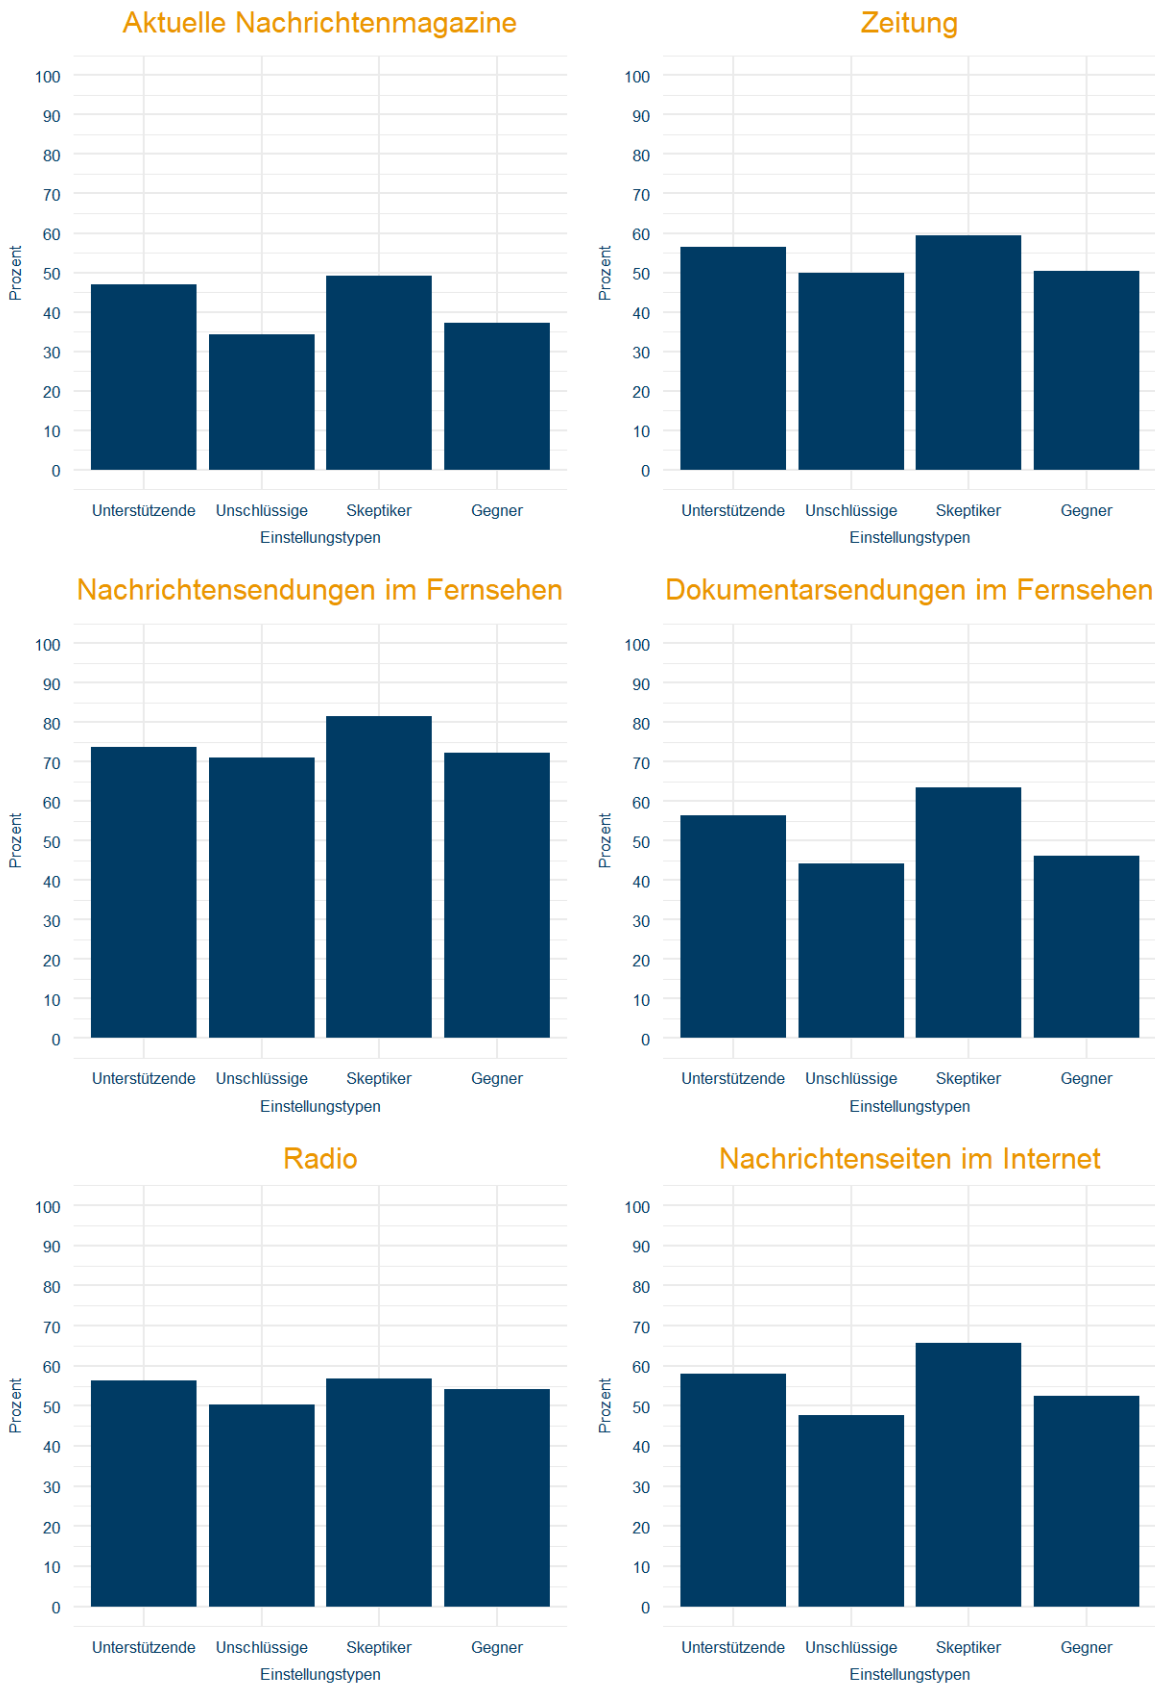 Aktuelle Nachrichtenmagazine
100
90
80
70
60
50
40
30
20
10
0
Prozent
Unterstützende Unschlüssige Skeptiker Gegner
Einstellungstypen
Zeitung
100
90
80
70
60
50
40
30
20
10
0
Prozent
Unterstützende Unschlüssige Skeptiker Gegner
Einstellungstypen
Nachrichtensendungen im Fernsehen
100
90
80
70
60
50
40
30
20
10
0
Prozent
Unterstützende Unschlüssige Skeptiker Gegner
Einstellungstypen
Dokumentarsendungen im Fernsehen
100
90
80
70
60
50
40
30
20
10
0
Prozent
Unterstützende Unschlüssige Skeptiker Gegner
Einstellungstypen
Radio
100
90
80
70
60
50
40
30
20
10
0
Prozent
Unterstützende Unschlüssige Skeptiker Gegner
Einstellungstypen
Nachrichtenseiten im Internet
100
90
80
70
60
50
40
30
20
10
0
Prozent
Unterstützende Unschlüssige Skeptiker Gegner
Einstellungstypen